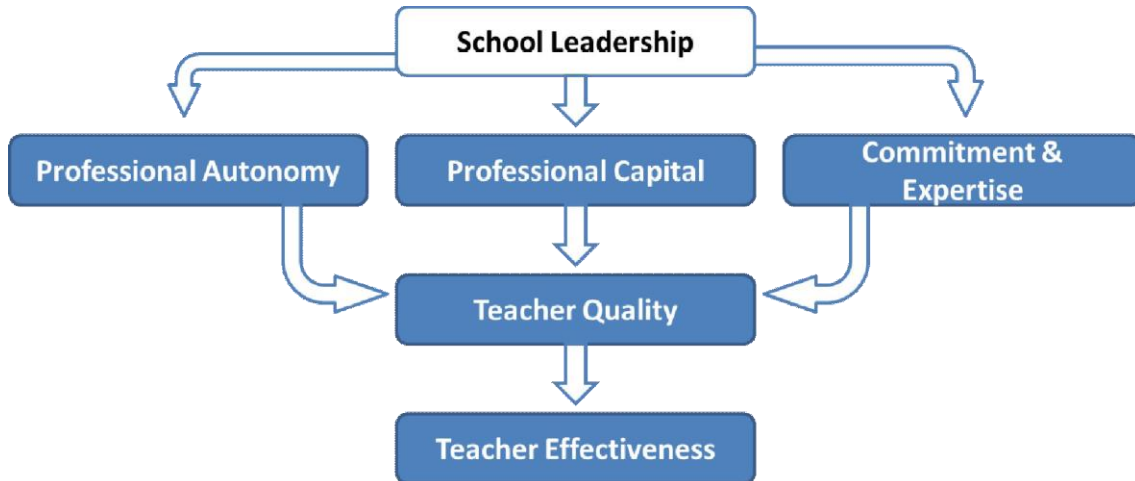 School Leadership
Professional Autonomy
Professional Capital
Commitment &
Expertise
Teacher Quality
Teacher Effectiveness